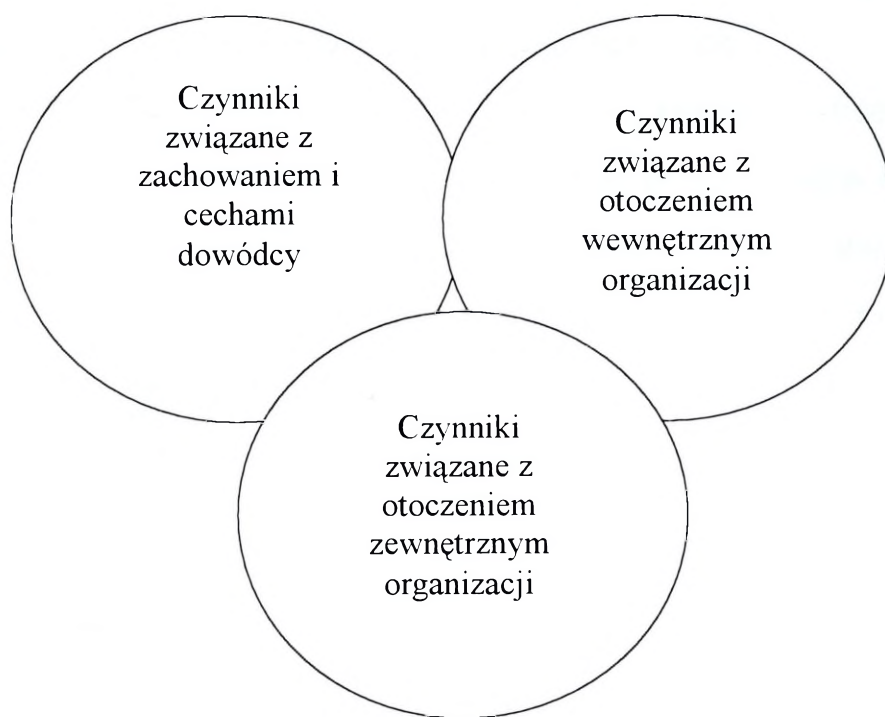 Czynniki
związane z
zachowaniem i
cechami
dowódcy
Czynniki
związane z
otoczeniem
wewnętrznym
organizacji
Czynniki
związane z
otoczeniem
zewnętrznym
organizacji